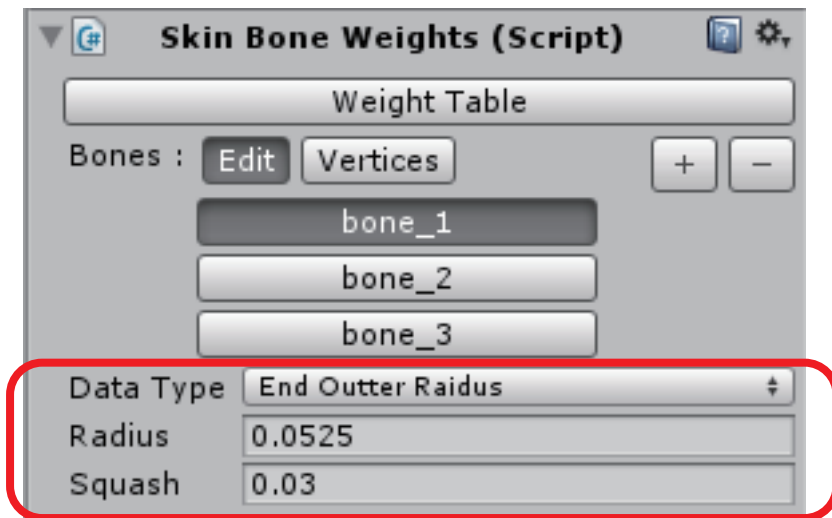 Skin Bone Weights (Script)
Weight Table
Bones : Edit Vertices + −
bone_1
bone_2
bone_3
Data Type End Outter Raidus
Radius 0.0525
Squash 0.03